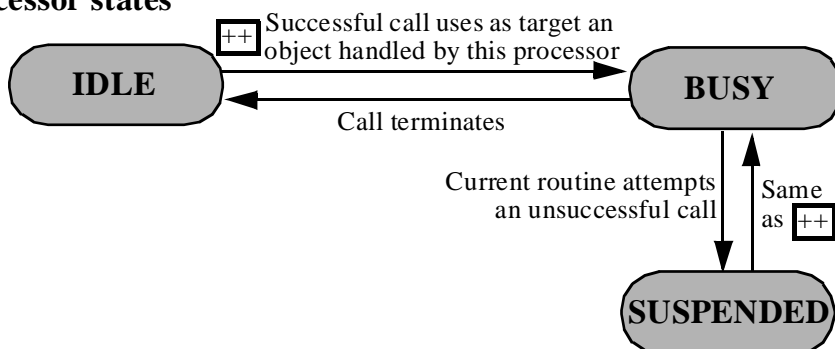 cessor states
++ Successful call uses as target an
object handled by this processor
IDLE
BUSY
Call terminates
Current routine attempts
an unsuccessful call
Same
as ++
SUSPENDED